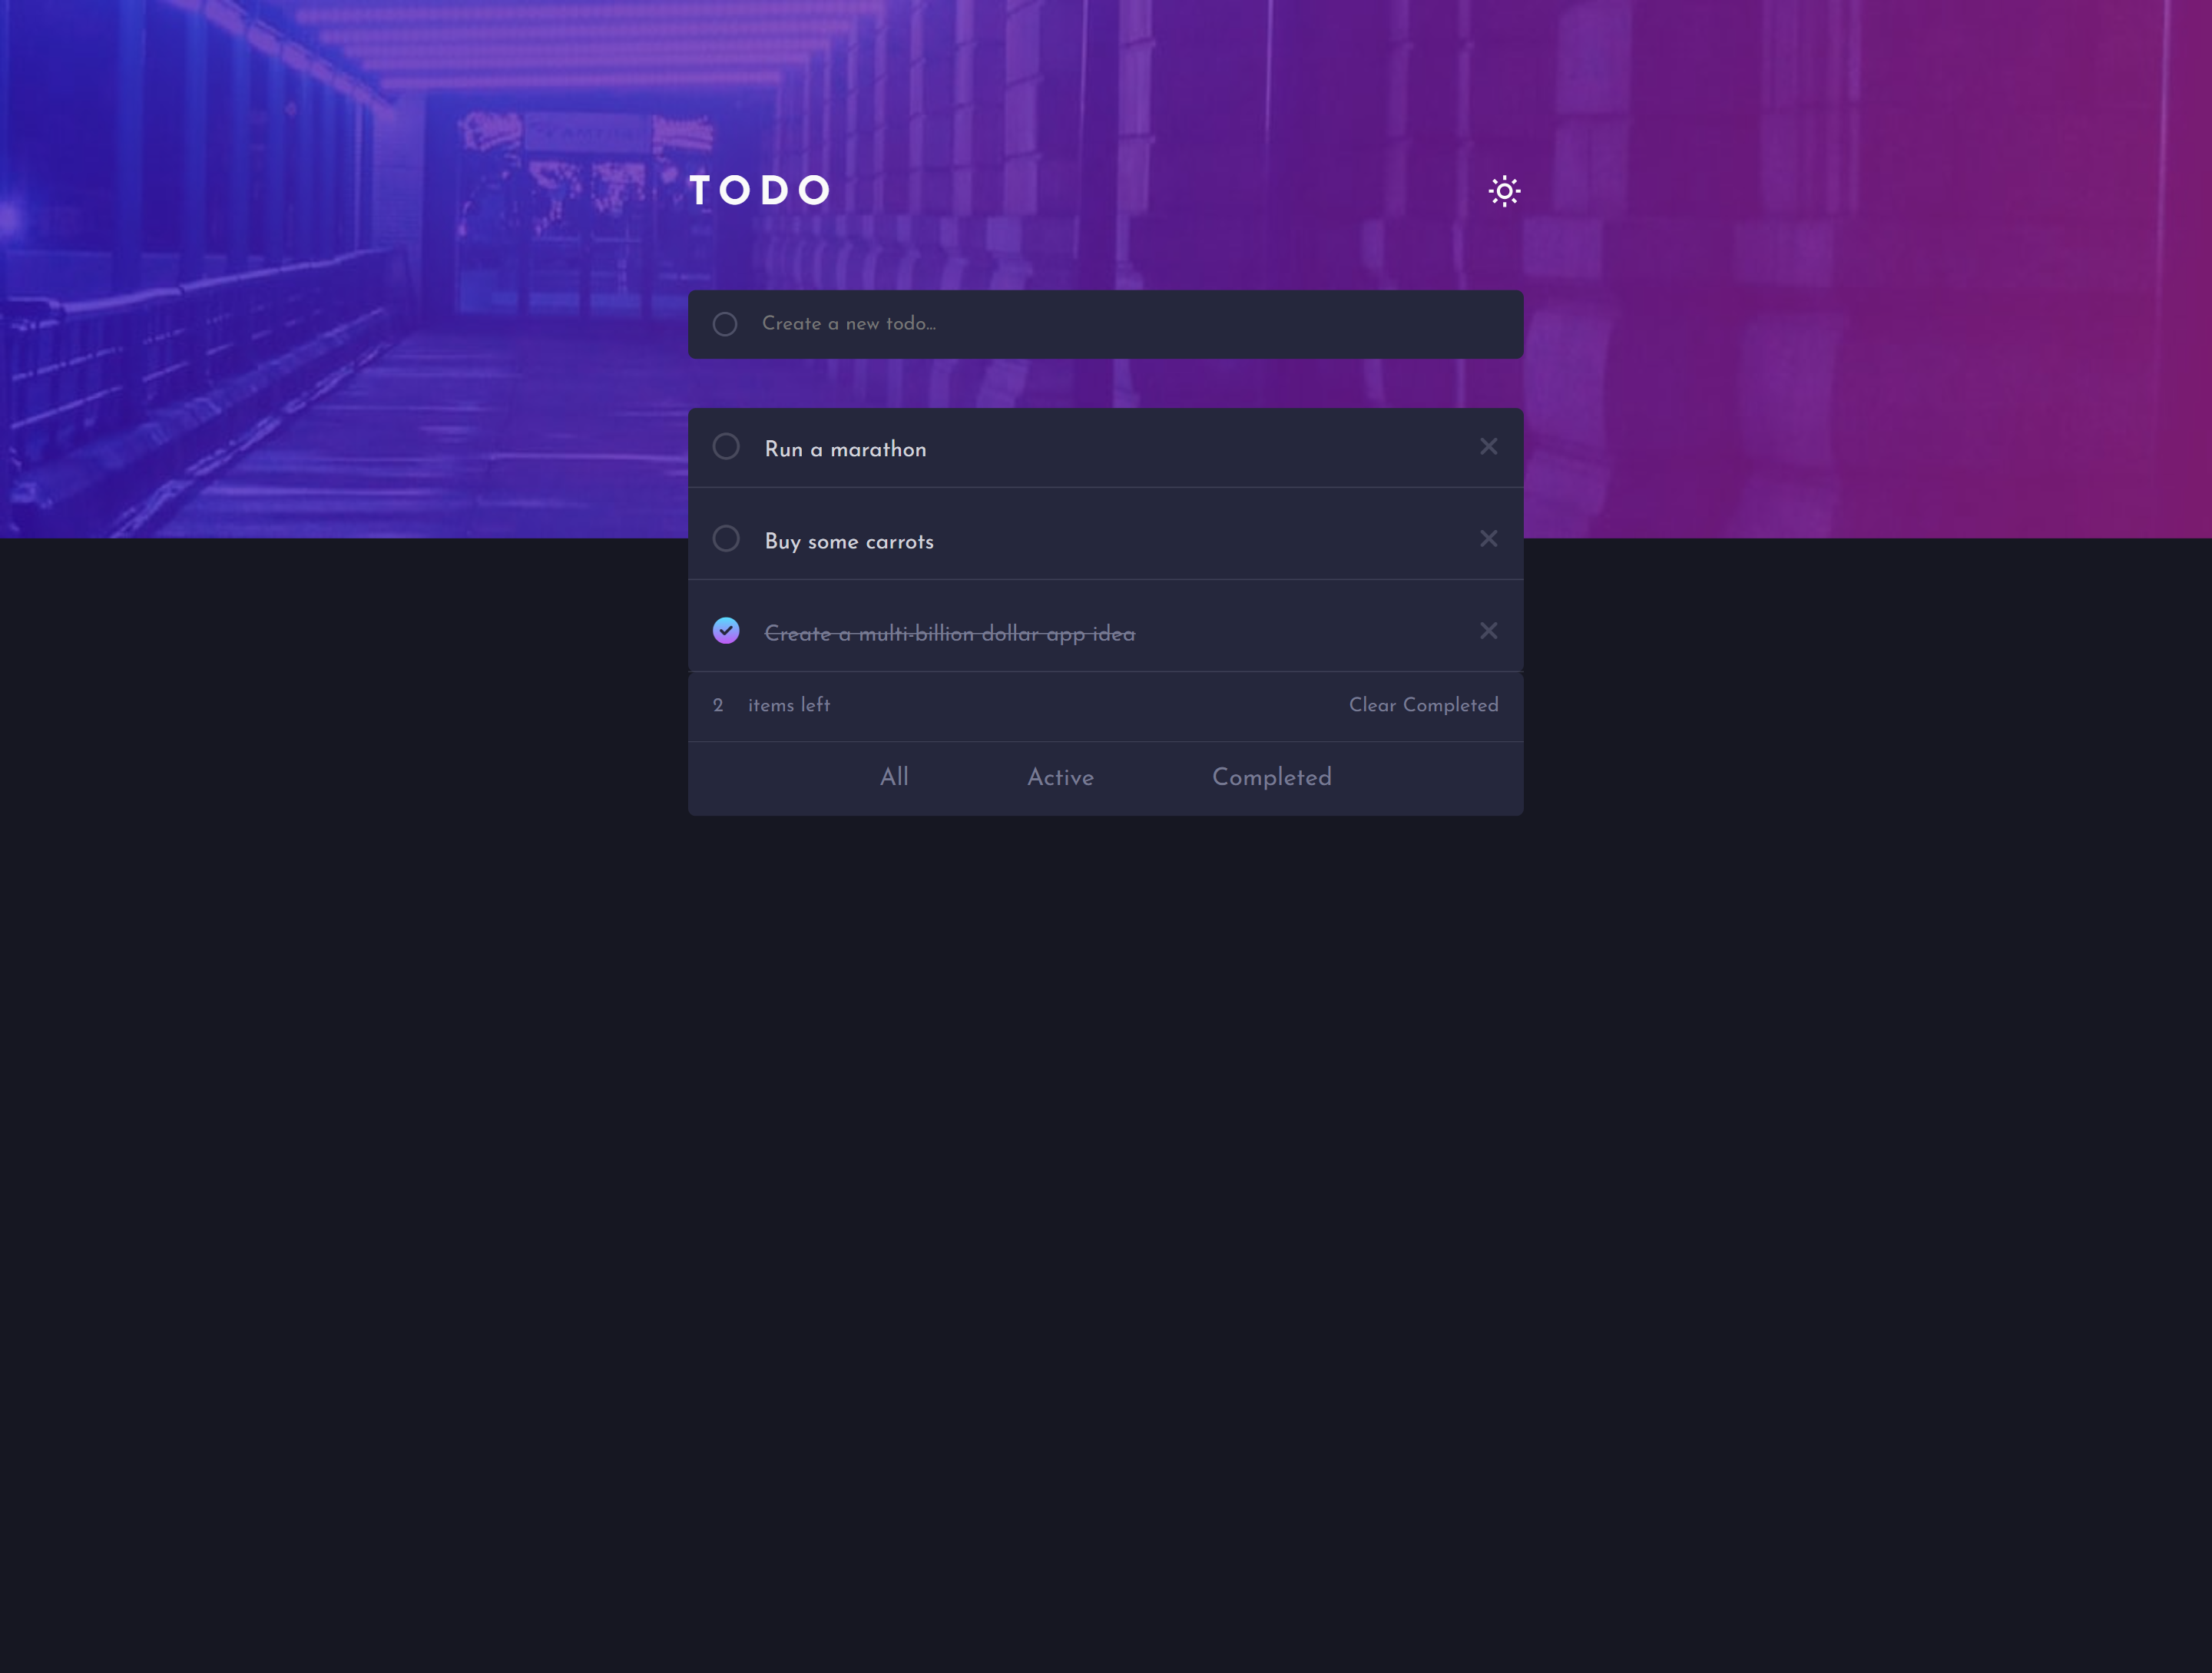 TODO
Create a new todo...
Run a marathon
Buy some carrots
Create a multi-billion dollar app idea
2 items left Clear Completed
All Active Completed